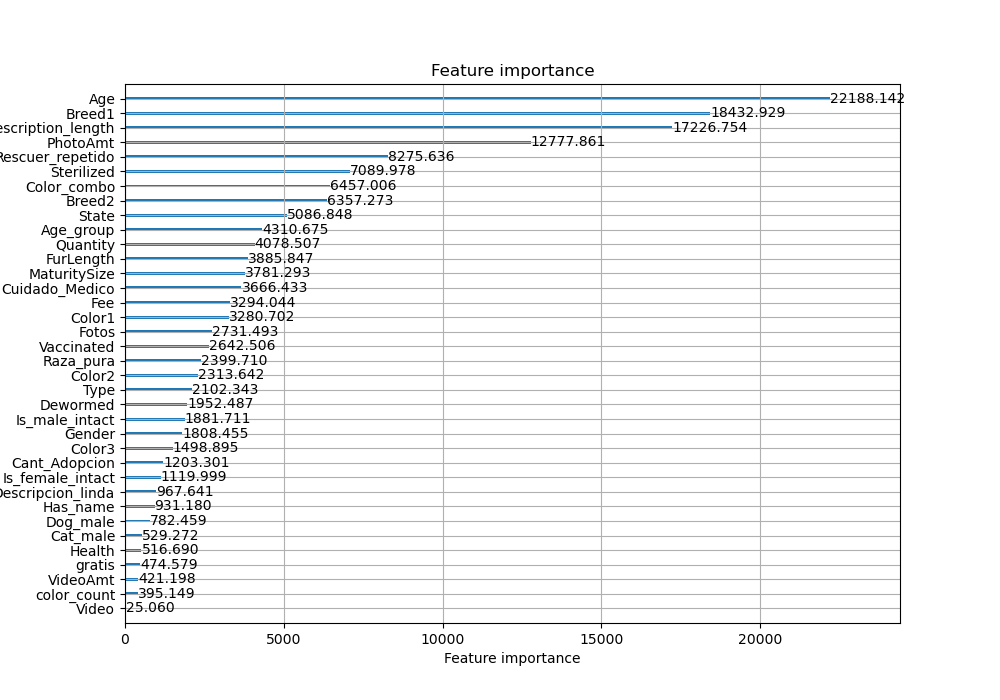 Feature importance
Age 22188.142
Breed1 18432.929
escription_length 17226.754
PhotoAmt 12777.861
Rescuer_repetido 8275.636
Sterilized 7089.978
Color_combo 6457.006
Breed2 6357.273
State 5086.848
Age_group 4310.675
Quantity 4078.507
FurLength 3885.847
MaturitySize 3781.293
Cuidado_Medico 3666.433
Fee 3294.044
Color1 3280.702
Fotos 2731.493
Vaccinated 2642.506
Raza_pura 2399.710
Color2 2313.642
Type 2102.343
Dewormed 1952.487
Is_male_intact 1881.711
Gender 1808.455
Color3 1498.895
Cant_Adopcion 1203.301
Is_female_intact 1119.999
Descripcion_linda 967.641
Has_name 931.180
Dog_male 782.459
Cat_male 529.272
Health 516.690
gratis 474.579
VideoAmt 421.198
color_count 395.149
Video 25.060
0 5000 10000 15000 20000
Feature importance